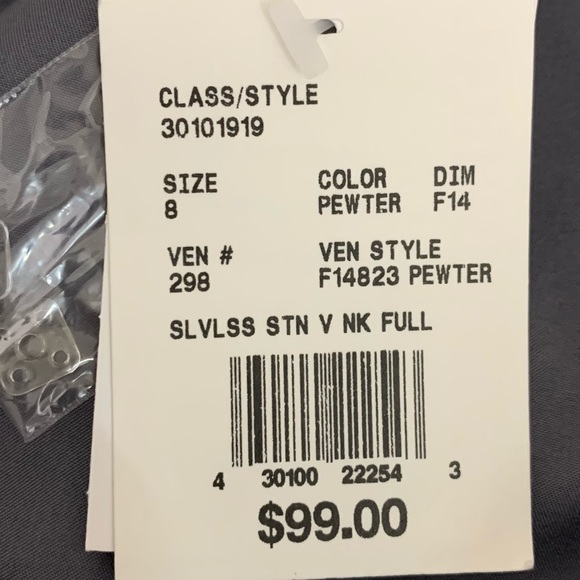 CLASS/STYLE
30101919
SIZE COLOR DIM
8 PEWTER F14
VEN # VEN STYLE
298 F14823 PEWTER
SLVLSS STN V NK FULL
4 30100 22254 3
$99.00